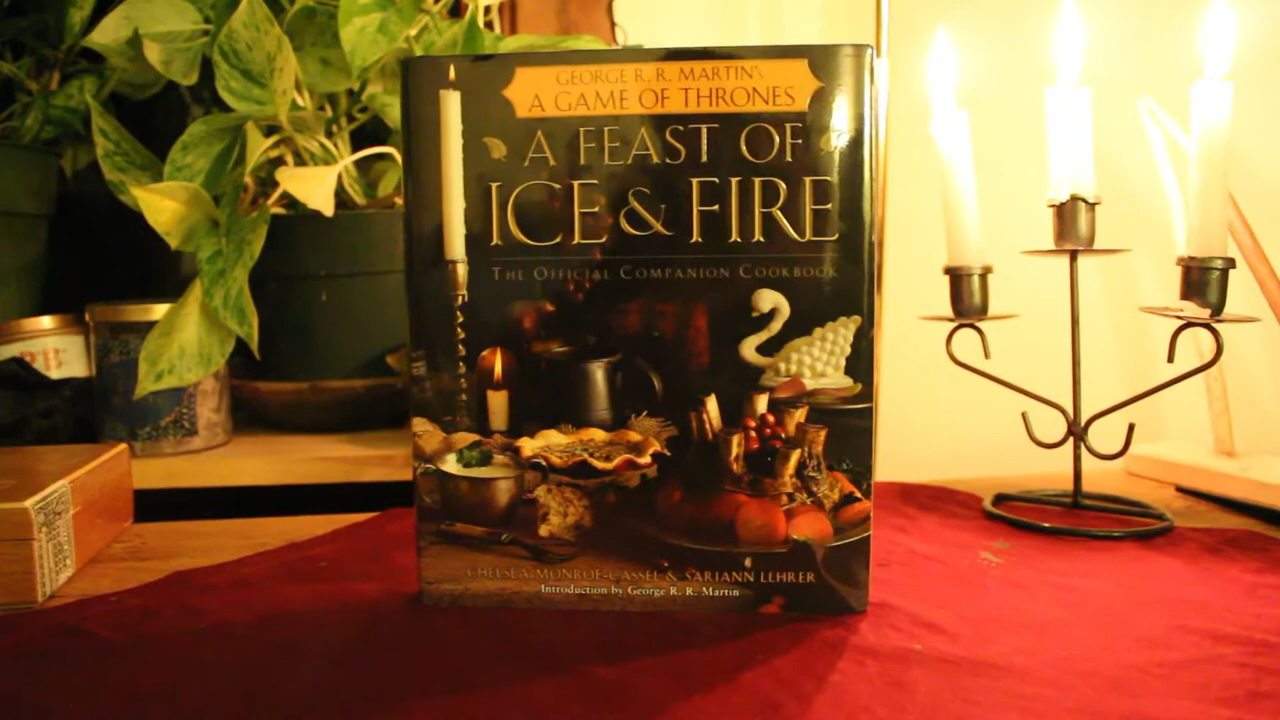 GEORGE R. R. MARTIN's
A GAME OF THRONES
A FEAST OF
ICE & FIRE
THE OFFICIAL COMPANION COOKBOOK
CHELSEA MONROE-CASSEL & SARIANN LEHRER
Introduction by George R. R. Martin